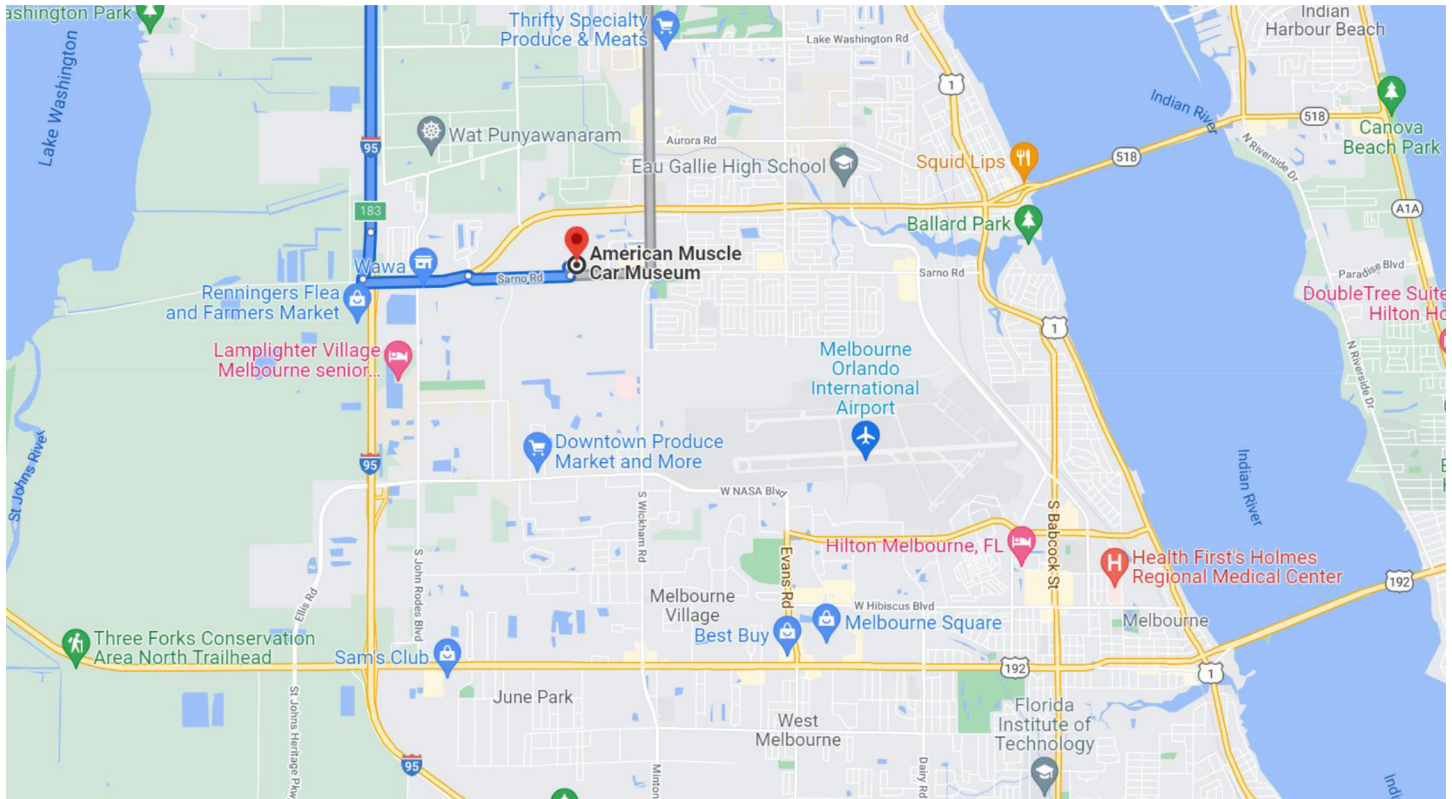 ashington Park
Thrifty Specialty
Produce & Meats
Lake Washington Rd
Indian
Harbour Beach
Lake Washington
1
Indian River
518
Canova
Beach Park
95
Wat Punyawanaram
Aurora Rd
Eau Gallie High School
Squid Lips
518
N Riverside Dr
183
Ballard Park
A1A
American Muscle
Car Museum
Wawa
Sarno Rd
Sarno Rd
Paradise Blvd
Renningers Flea
and Farmers Market
DoubleTree Suite
Hilton Ho
1
Lamplighter Village
Melbourne senior...
Melbourne
Orlando
International
Airport
N Riverside Dr
St Johns River
95
Downtown Produce
Market and More
W NASA Blvd
S Wickham Rd
S Babcock St
Indian River
Hilton Melbourne, FL
Health First's Holmes
Regional Medical Center
192
Evans Rd
S John Rodes Blvd
Ellis Rd
Melbourne
Village
W Hibiscus Blvd
Melbourne
Best Buy
Melbourne Square
Three Forks Conservation
Area North Trailhead
Sam's Club
192
1
June Park
St Johns Heritage Pkw
West
Melbourne
Florida
Institute of
Technology
95
Minton
Dairy Rd
Indi